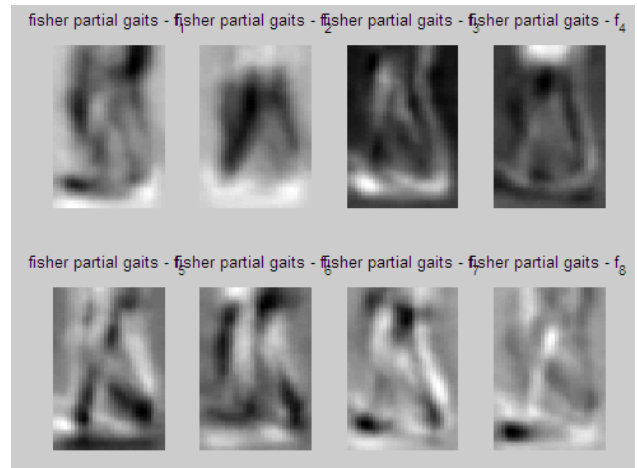 fisher partial gaits - f1 fisher partial gaits - f2 fisher partial gaits - f3 fisher partial gaits - f4
fisher partial gaits - f5 fisher partial gaits - f6 fisher partial gaits - f7 fisher partial gaits - f8